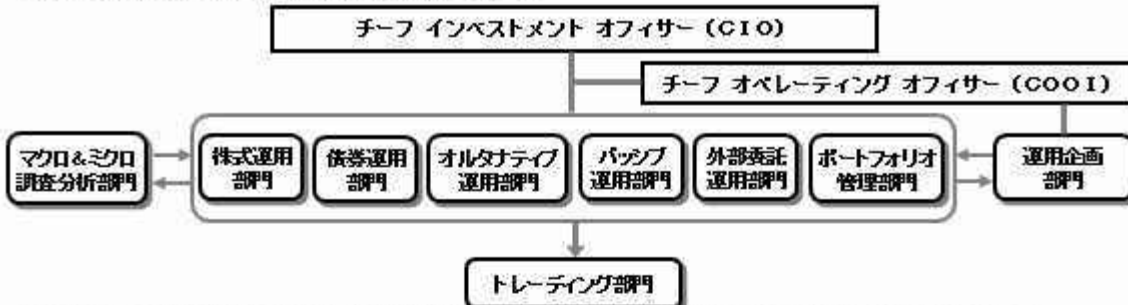 チーフ インベストメント オフィサー (CIO)
チーフ オペレーティング オフィサー (COOI)
マクロ&ミクロ
調査分析部門
株式運用
部門
債券運用
部門
オルタナティブ
運用部門
パッシブ
運用部門
外部委託
運用部門
ポートフォリオ
管理部門
運用企画
部門
トレーディング部門